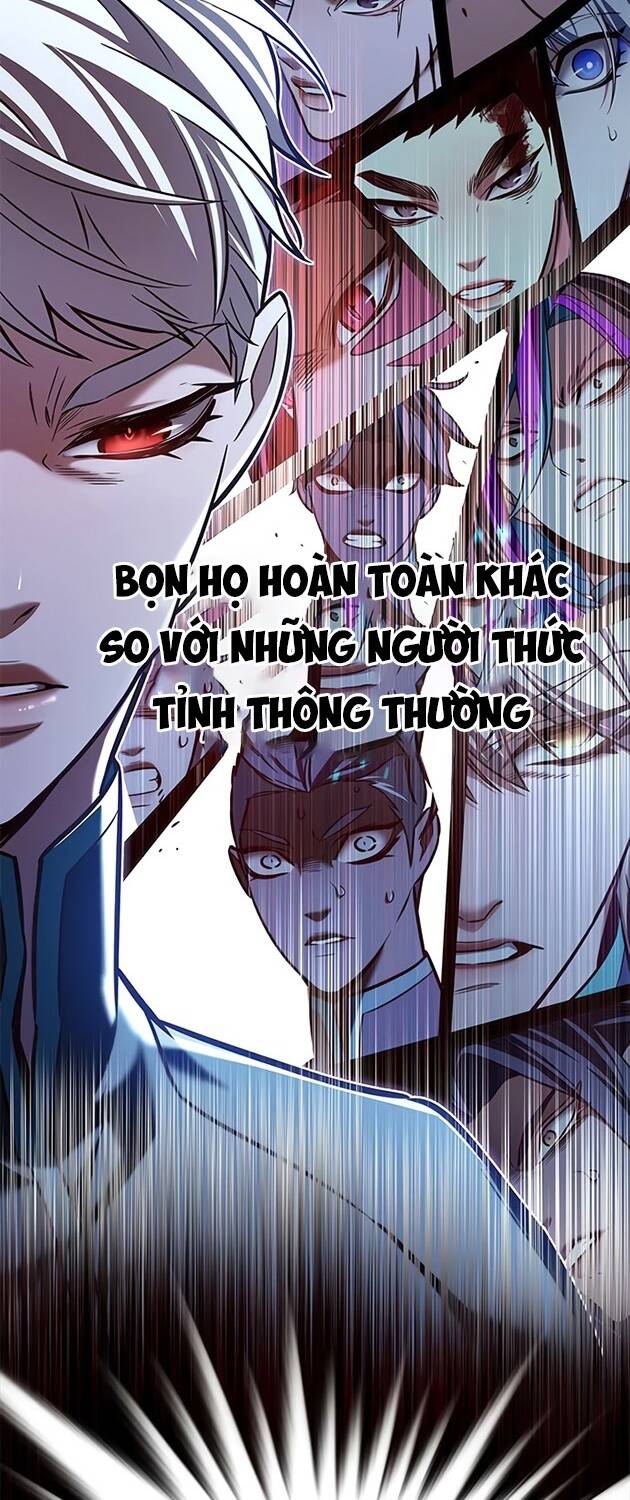 BỌN HỌ HOÀN TOÀN KHÁC
SO VỚI NHỮNG NGƯỜI THỨC
TỈNH THÔNG THƯỜNG